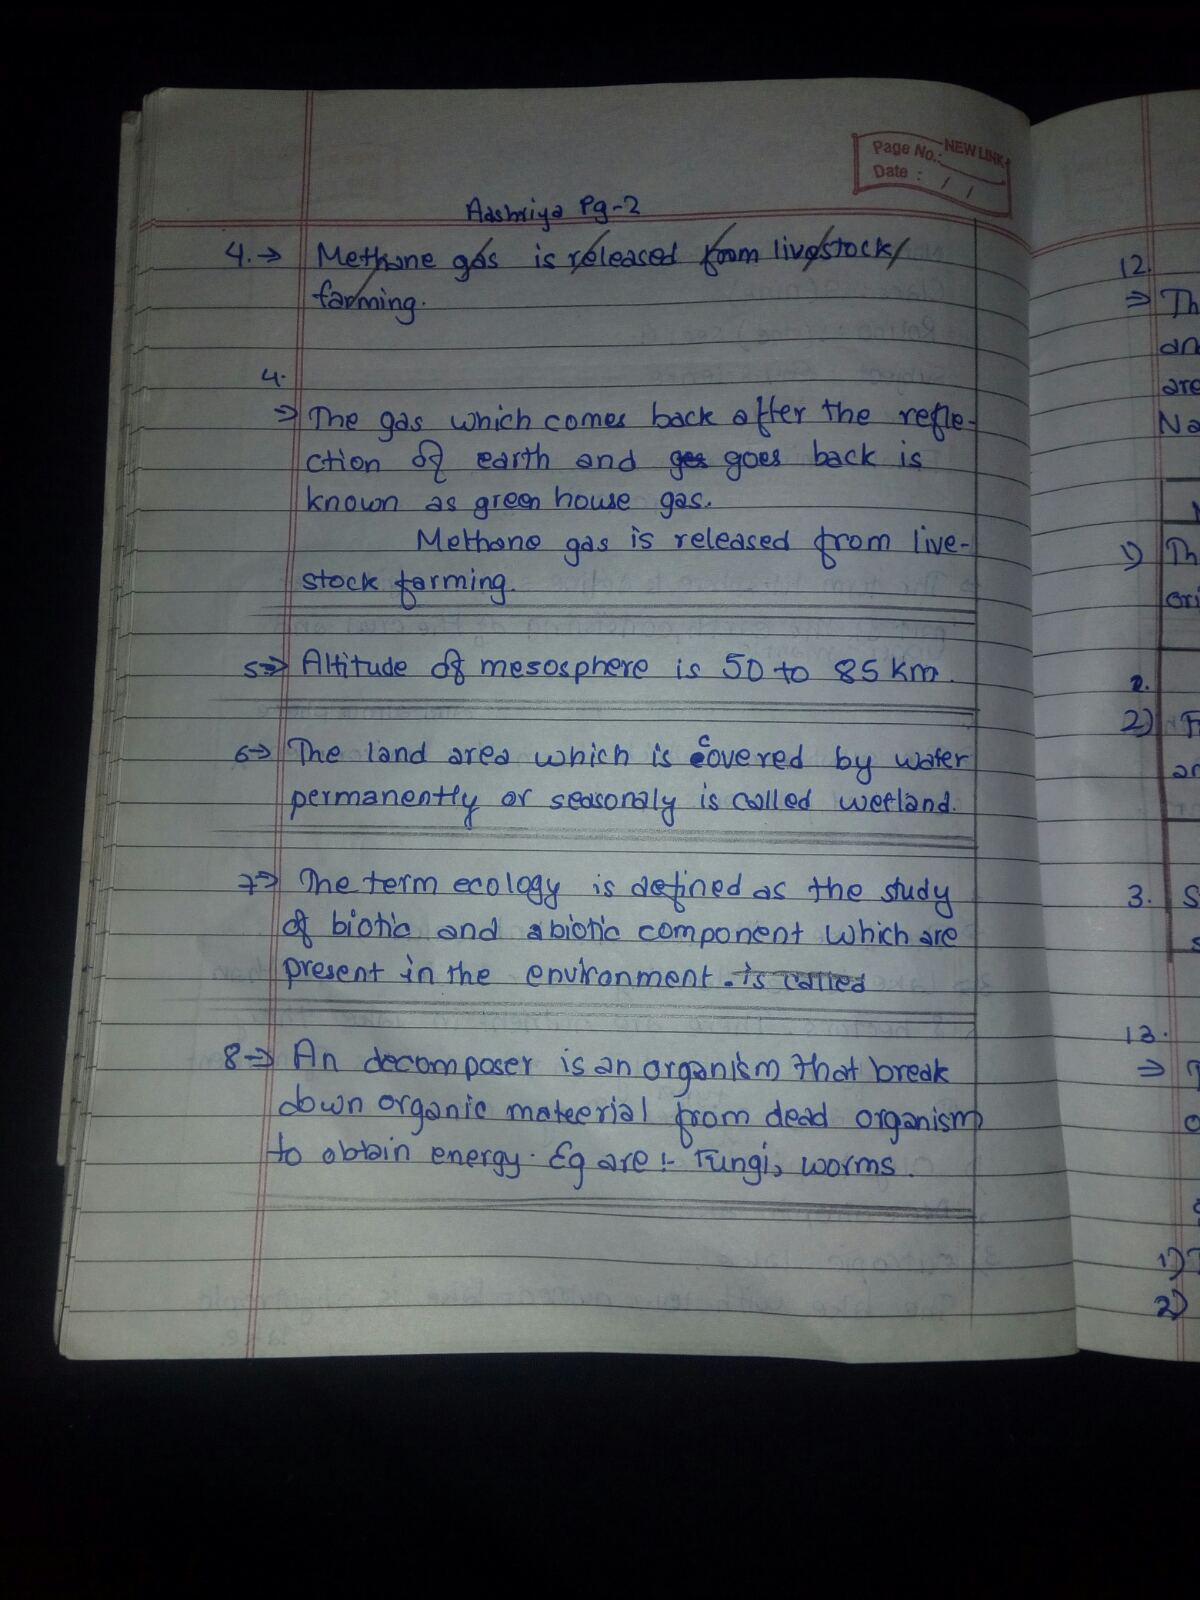 Page No.: NEW LINK
Date : / /
Aashriya Pg-2
4.→ Methane gas is released from livestock
farming.
4.
⇒ The gas which comes back after the refle-
ction of earth and ges goes back is
known as green house gas.
Methane gas is released from live-
stock farming.
5⇒ Altitude of mesosphere is 50 to 85 km.
6⇒ The land area which is covered by water
permanently or seasonaly is called wetland.
7⇒ The term ecology is defined as the study
of biotic and abiotic component which are
present in the environment. is called
8⇒ An decomposer is an organism that break
down organic mateerial from dead organism
to obtain energy. Eg are :- Fungi, worms.
12.
⇒ Th
an
are
Na
1) Th
ori
2.
2) F
ar
3. S
s
13.
⇒ T
o
1) T
2)